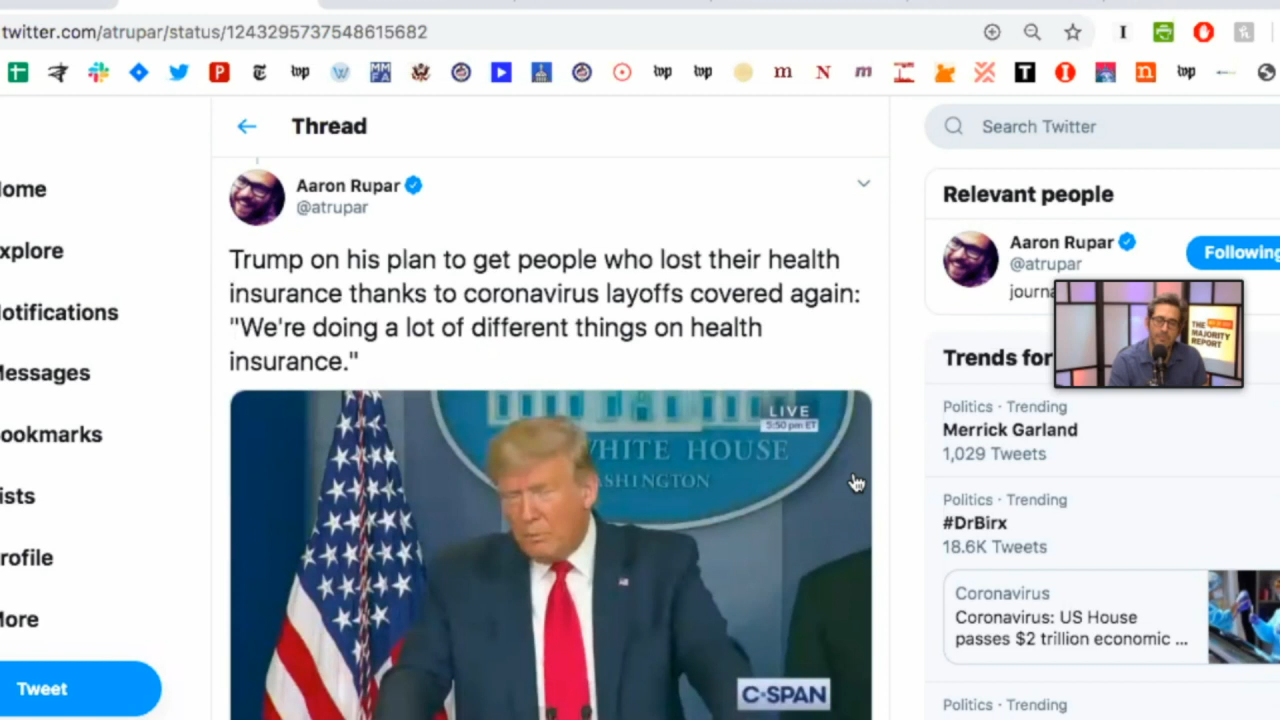 twitter.com/atrupar/status/1243295737548615682
Thread
Search Twitter
ome
xplore
otifications
essages
ookmarks
ists
rofile
ore
Tweet
Aaron Rupar
@atrupar
Trump on his plan to get people who lost their health
insurance thanks to coronavirus layoffs covered again:
"We're doing a lot of different things on health
insurance."
LIVE
5:50 pm ET
HITE HOUSE
SHINGTON
C-SPAN
Relevant people
Aaron Rupar
@atrupar
Following
journa
THE
MAJORITY
REPORT
Trends for
Politics · Trending
Merrick Garland
1,029 Tweets
Politics · Trending
#DrBirx
18.6K Tweets
Coronavirus
Coronavirus: US House
passes $2 trillion economic ...
Politics · Trending